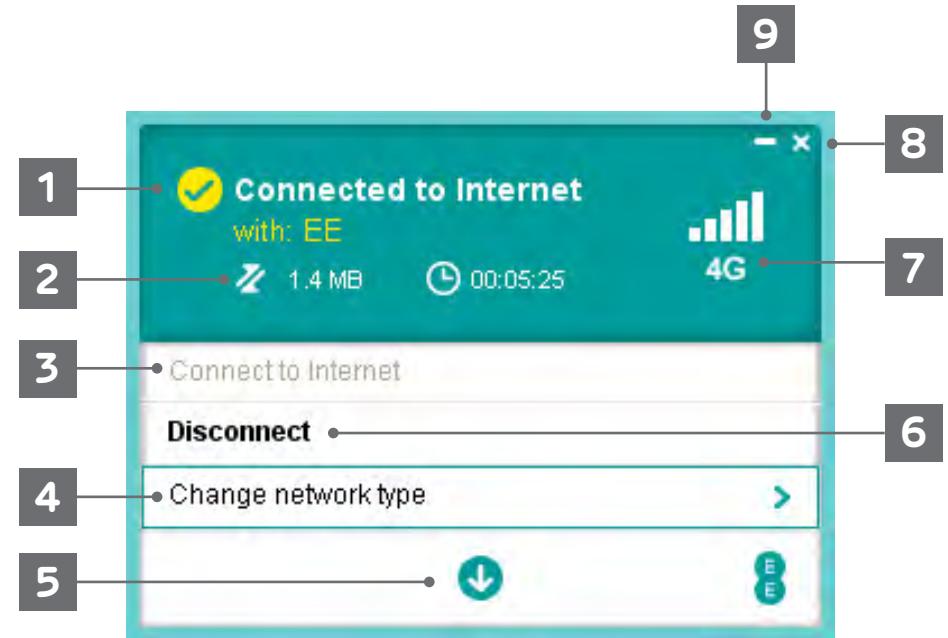 9
8
1
Connected to Internet
with: EE
7
4G
2
1.4 MB 00:05:25
3
Connect to Internet
Disconnect
6
4
Change network type
5
E
E